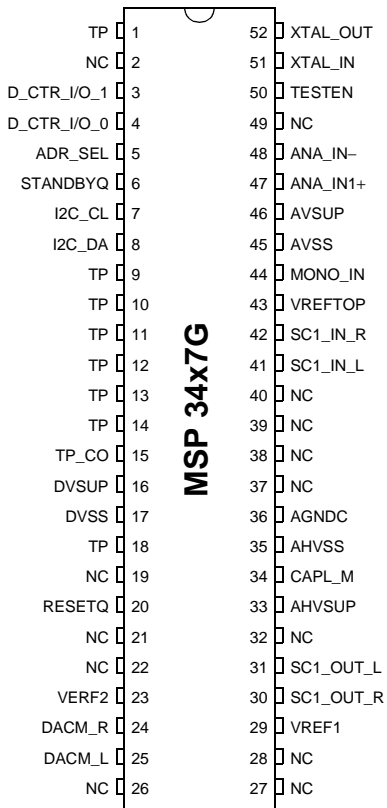 TP 1 52 XTAL_OUT
NC 2 51 XTAL_IN
D_CTR_I/O_1 3 50 TESTEN
D_CTR_I/O_0 4 49 NC
ADR_SEL 5 48 ANA_IN−
STANDBYQ 6 47 ANA_IN1+
I2C_CL 7 46 AVSUP
I2C_DA 8 45 AVSS
TP 9 44 MONO_IN
TP 10 43 VREFTOP
TP 11 42 SC1_IN_R
TP 12 41 SC1_IN_L
TP 13 40 NC
TP 14 39 NC
TP_CO 15 38 NC
DVSUP 16 37 NC
DVSS 17 36 AGNDC
TP 18 35 AHVSS
NC 19 34 CAPL_M
RESETQ 20 33 AHVSUP
NC 21 32 NC
NC 22 31 SC1_OUT_L
VERF2 23 30 SC1_OUT_R
DACM_R 24 29 VREF1
DACM_L 25 28 NC
NC 26 27 NC
MSP 34x7G